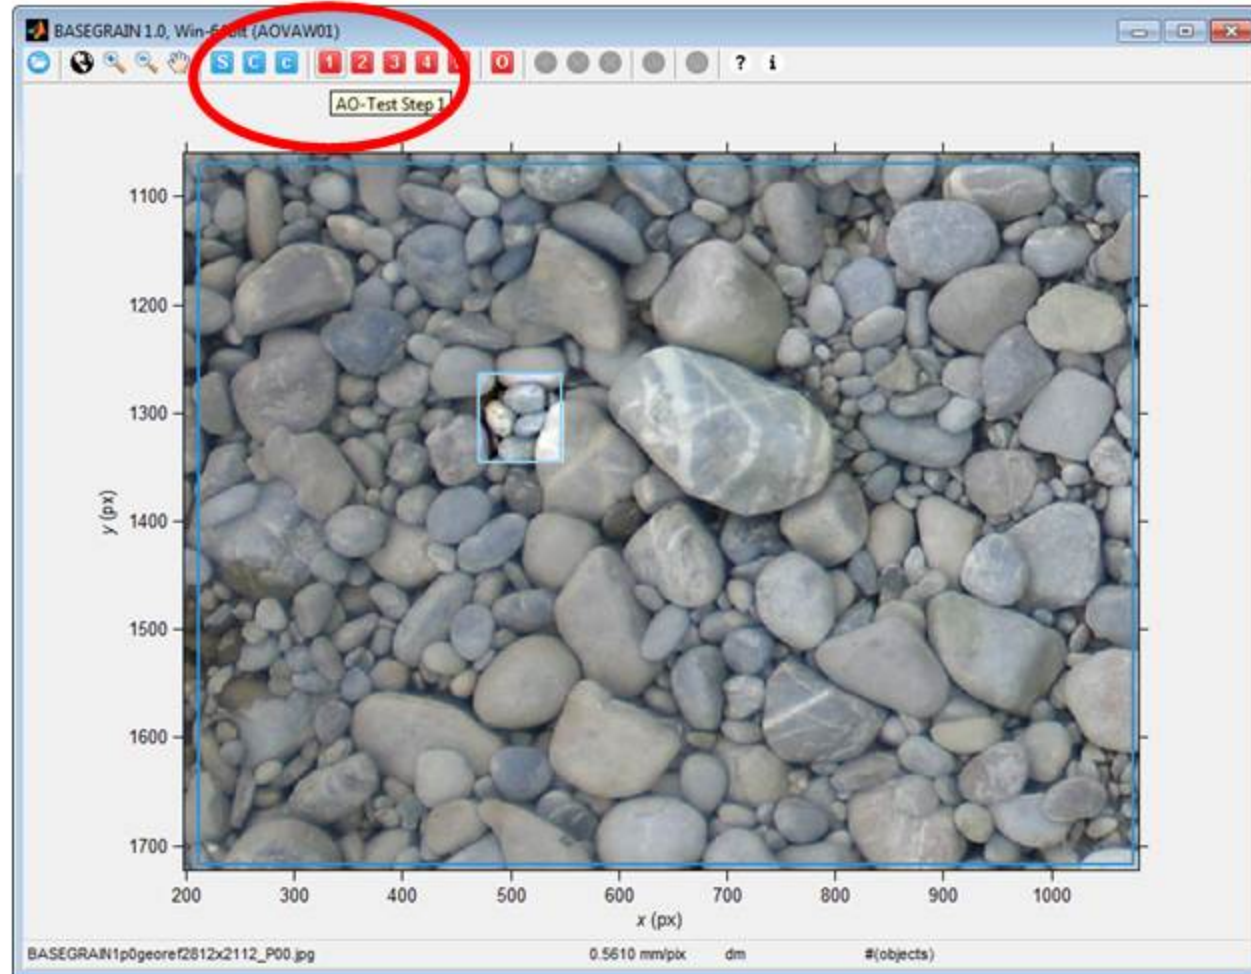 BASEGRAIN 1.0, Win-64bit (AOVAW01)
S C c 1 2 3 4 O ? i
AO-Test Step 1
1100
1200
1300
1400
1500
1600
1700
y (px)
200 300 400 500 600 700 800 900 1000
x (px)
BASEGRAIN1p0georef2812x2112_P00.jpg 0.5610 mm/pix dm #(objects)